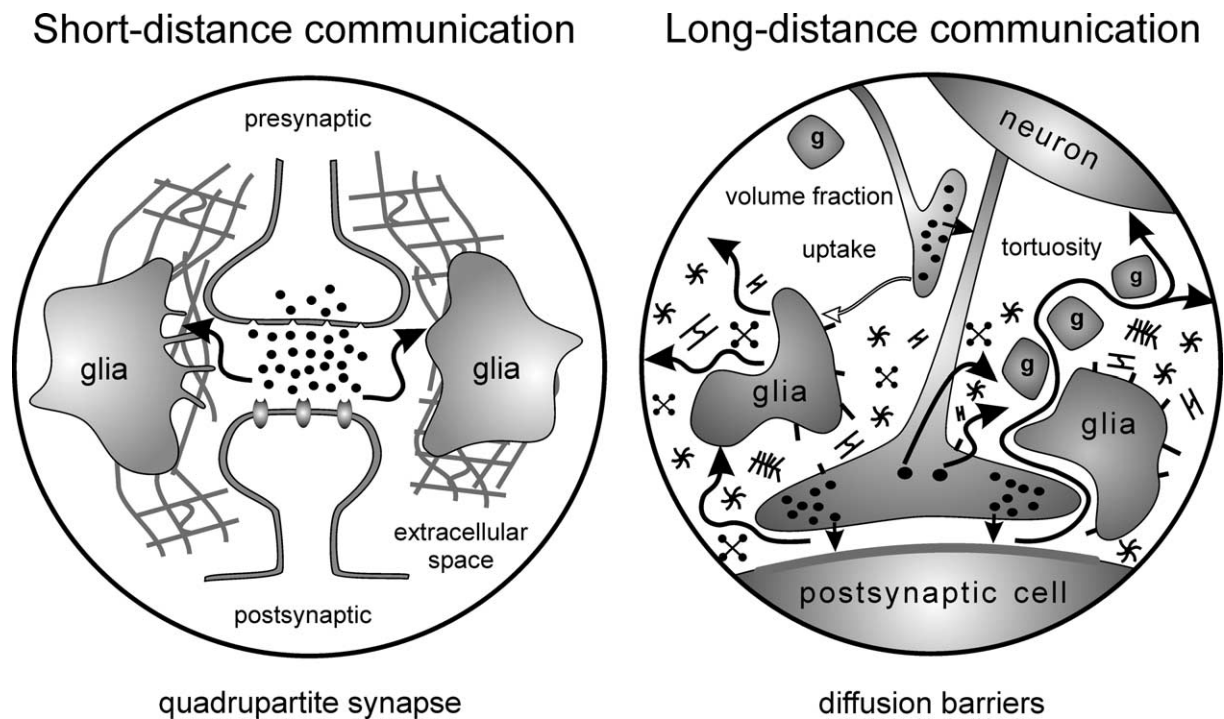 Short-distance communication
presynaptic
glia
glia
extracellular
space
postsynaptic
quadrupartite synapse
Long-distance communication
g
neuron
volume fraction
uptake
tortuosity
g
g
g
glia
glia
postsynaptic cell
diffusion barriers